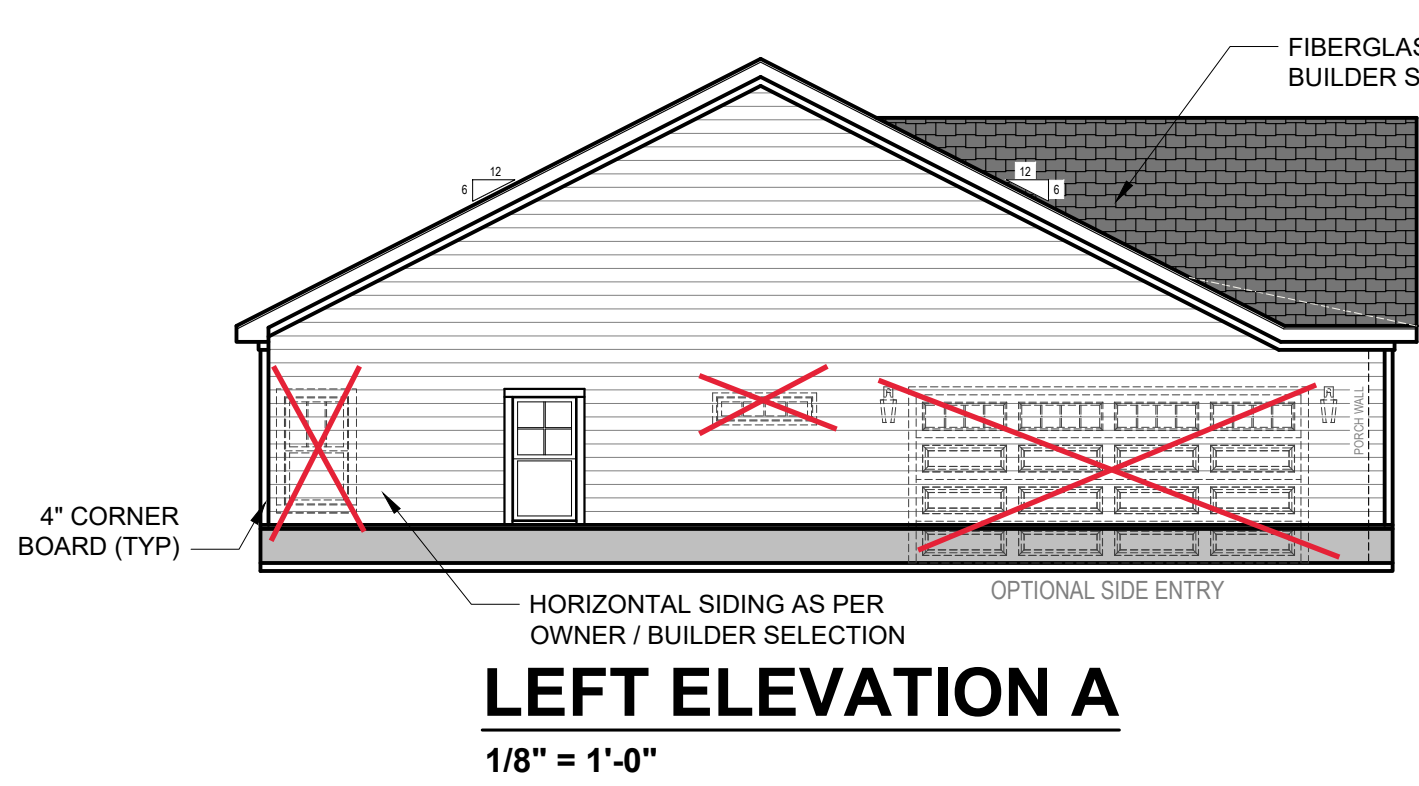 FIBERGLAS
BUILDER S
12
6
12
6
PORCH WALL
4" CORNER
BOARD (TYP)
OPTIONAL SIDE ENTRY
HORIZONTAL SIDING AS PER
OWNER / BUILDER SELECTION
LEFT ELEVATION A
1/8" = 1'-0"